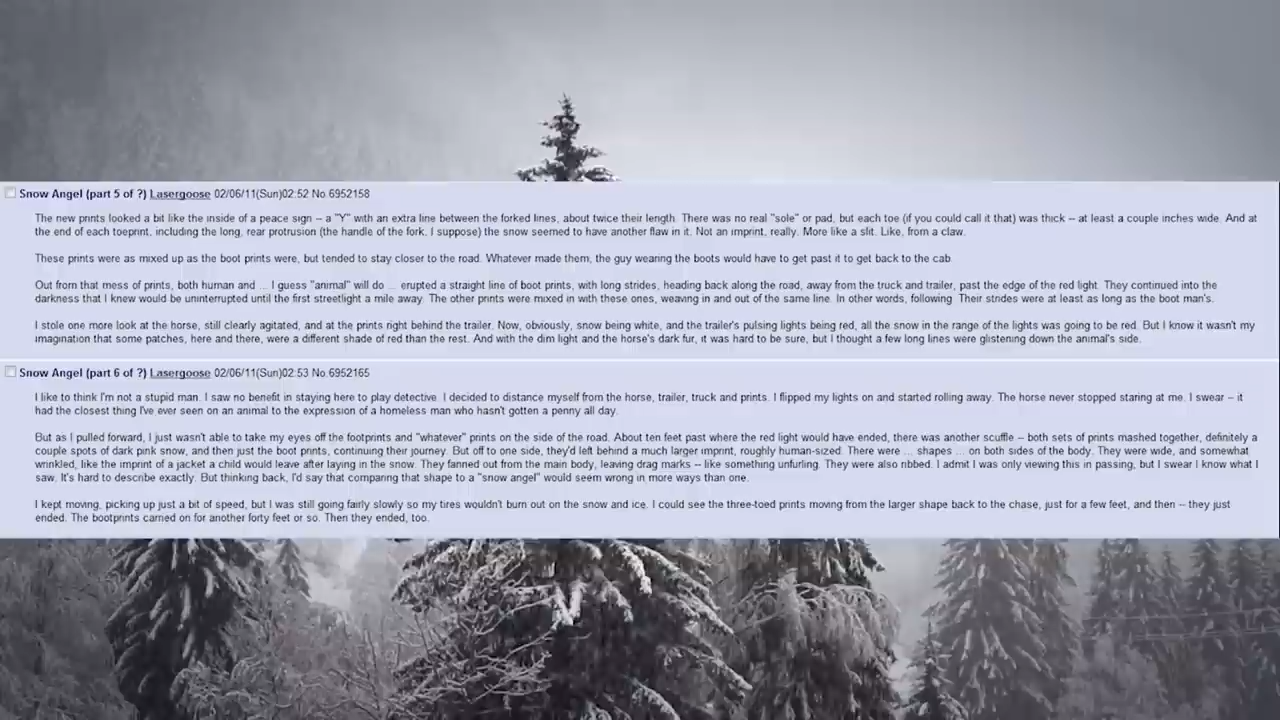 Snow Angel (part 5 of ?) Lasergoose 02/06/11(Sun)02:52 No.6952158
The new prints looked a bit like the inside of a peace sign -- a "Y" with an extra line between the forked lines, about twice their length. There was no real "sole" or pad, but each toe (if you could call it that) was thick -- at least a couple inches wide. And at
the end of each toeprint, including the long, rear protrusion (the handle of the fork, I suppose) the snow seemed to have another flaw in it. Not an imprint, really. More like a slit. Like, from a claw.
These prints were as mixed up as the boot prints were, but tended to stay closer to the road. Whatever made them, the guy wearing the boots would have to get past it to get back to the cab.
Out from that mess of prints, both human and ... I guess "animal" will do ... erupted a straight line of boot prints, with long strides, heading back along the road, away from the truck and trailer, past the edge of the red light. They continued into the
darkness that I knew would be uninterrupted until the first streetlight a mile away. The other prints were mixed in with these ones, weaving in and out of the same line. In other words, following. Their strides were at least as long as the boot man's.
I stole one more look at the horse, still clearly agitated, and at the prints right behind the trailer. Now, obviously, snow being white, and the trailer's pulsing lights being red, all the snow in the range of the lights was going to be red. But I know it wasn't my
imagination that some patches, here and there, were a different shade of red than the rest. And with the dim light and the horse's dark fur, it was hard to be sure, but I thought a few long lines were glistening down the animal's side.
Snow Angel (part 6 of ?) Lasergoose 02/06/11(Sun)02:53 No.6952165
I like to think I'm not a stupid man. I saw no benefit in staying here to play detective. I decided to distance myself from the horse, trailer, truck and prints. I flipped my lights on and started rolling away. The horse never stopped staring at me. I swear -- it
had the closest thing I've ever seen on an animal to the expression of a homeless man who hasn't gotten a penny all day.
But as I pulled forward, I just wasn't able to take my eyes off the footprints and "whatever" prints on the side of the road. About ten feet past where the red light would have ended, there was another scuffle -- both sets of prints mashed together, definitely a
couple spots of dark pink snow, and then just the boot prints, continuing their journey. But off to one side, they'd left behind a much larger imprint, roughly human-sized. There were ... shapes ... on both sides of the body. They were wide, and somewhat
wrinkled, like the imprint of a jacket a child would leave after laying in the snow. They fanned out from the main body, leaving drag marks -- like something unfurling. They were also ribbed. I admit I was only viewing this in passing, but I swear I know what I
saw. It's hard to describe exactly. But thinking back, I'd say that comparing that shape to a "snow angel" would seem wrong in more ways than one.
I kept moving, picking up just a bit of speed, but I was still going fairly slowly so my tires wouldn't burn out on the snow and ice. I could see the three-toed prints moving from the larger shape back to the chase, just for a few feet, and then -- they just
ended. The bootprints carried on for another forty feet or so. Then they ended, too.